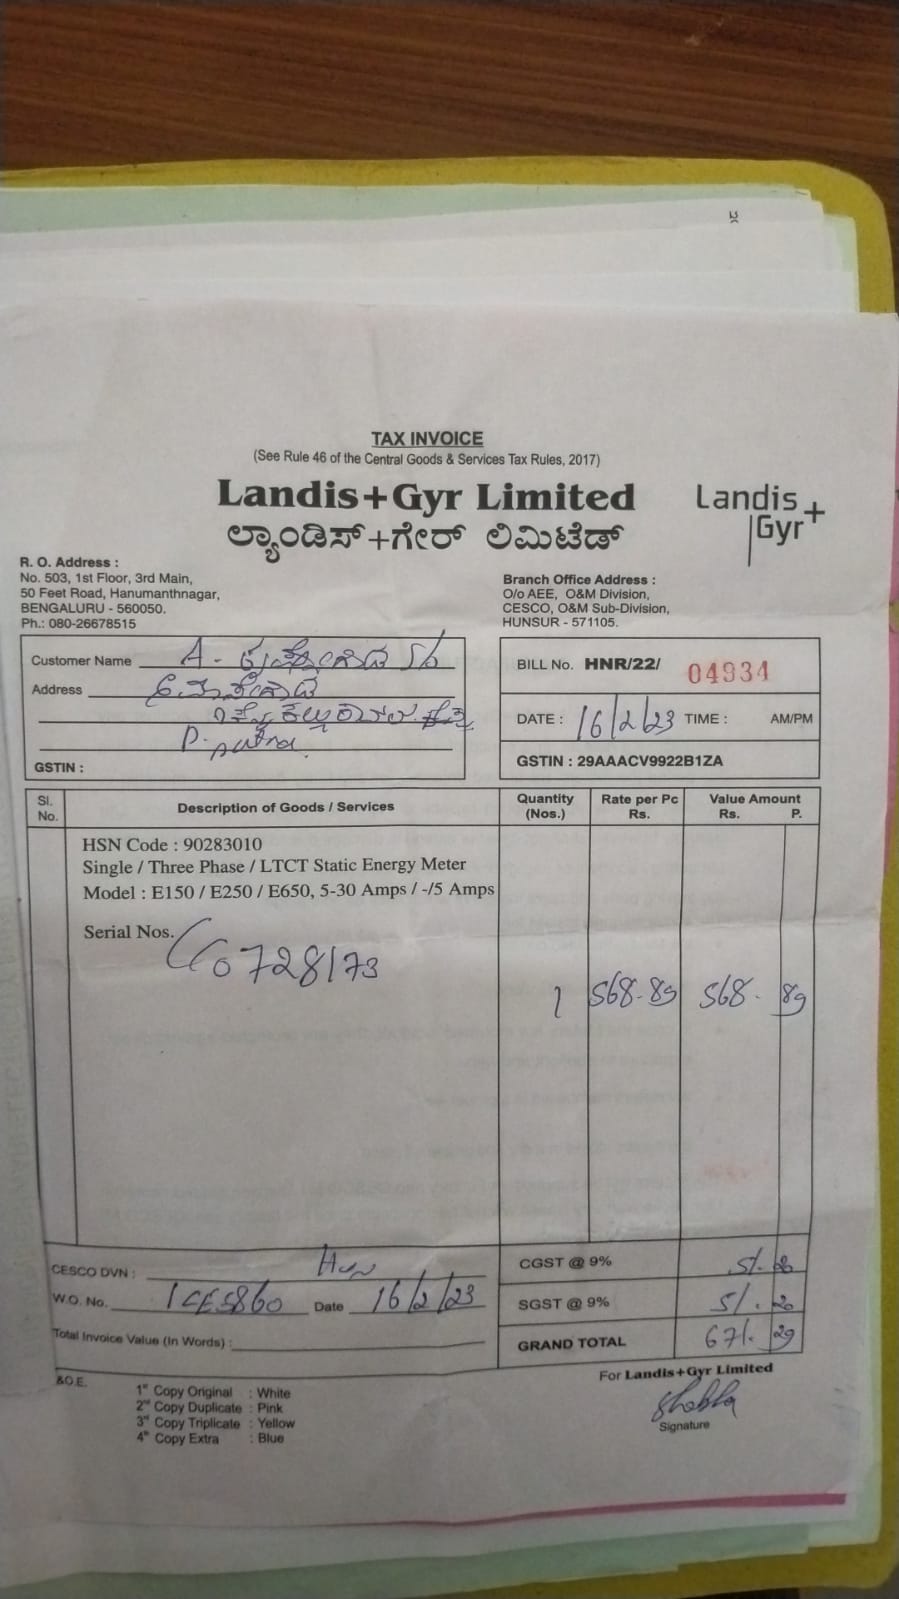 TAX INVOICE
(See Rule 46 of the Central Goods & Services Tax Rules, 2017)
Landis+Gyr Limited
ಲ್ಯಾಂಡಿಸ್+ಗೇರ್ ಲಿಮಿಟೆಡ್
Landis
Gyr+
R. O. Address :
No. 503, 1st Floor, 3rd Main,
50 Feet Road, Hanumanthnagar,
BENGALURU - 560050.
Ph.: 080-26678515
Branch Office Address :
O/o AEE, O&M Division,
CESCO, O&M Sub-Division,
HUNSUR - 571105.
Customer Name A-
Address
P.
GSTIN :
BILL No. HNR/22/ 04934
DATE : 16/2/23 TIME : AM/PM
GSTIN : 29AAACV9922B1ZA
Sl. No. Description of Goods / Services Quantity (Nos.) Rate per Pc Rs. Value Amount Rs. P.
HSN Code : 90283010
Single / Three Phase / LTCT Static Energy Meter
Model : E150 / E250 / E650, 5-30 Amps / -/5 Amps
Serial Nos.
1 568.89 568. 89
CESCO DVN : Hun
W.O. No. Date 16/2/23
Total Invoice Value (In Words) :
CGST @ 9% 51. 20
SGST @ 9% 51. 20
GRAND TOTAL 671. 29
&O.E.
1st Copy Original : White
2nd Copy Duplicate : Pink
3rd Copy Triplicate : Yellow
4th Copy Extra : Blue
For Landis+Gyr Limited
Signature